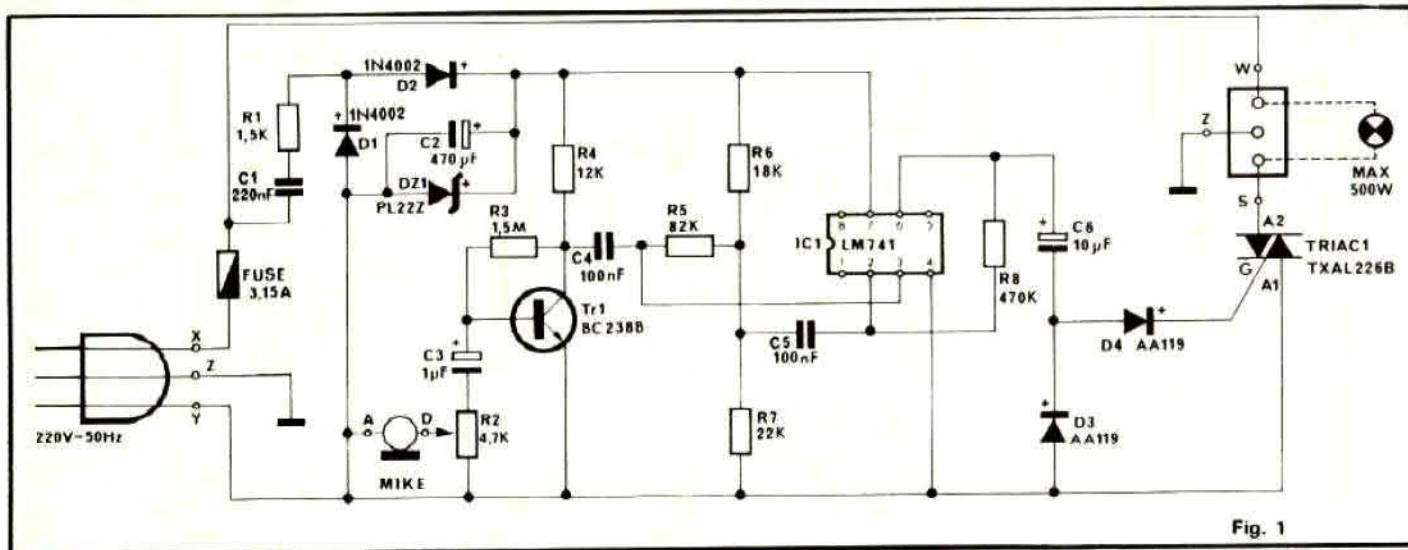 1N4002
D2
R1
1,5K
1N4002
D1
C1
220nF
C2
470 µF
DZ1
PL22Z
R4
12K
R6
18K
R3
1,5M
C4
100nF
R5
82K
IC1
LM741
8 7 6 5
1 2 3 4
R8
470K
C6
10µF
W
Z
MAX
500W
S
A2
G
A1
TRIAC1
TXAL226B
FUSE
3,15A
Tr1
BC238B
C3
1µF
C5
100nF
D4 AA119
X
Z
Y
220V-50Hz
A
D
R2
4,7K
MIKE
R7
22K
D3
AA119
Fig. 1